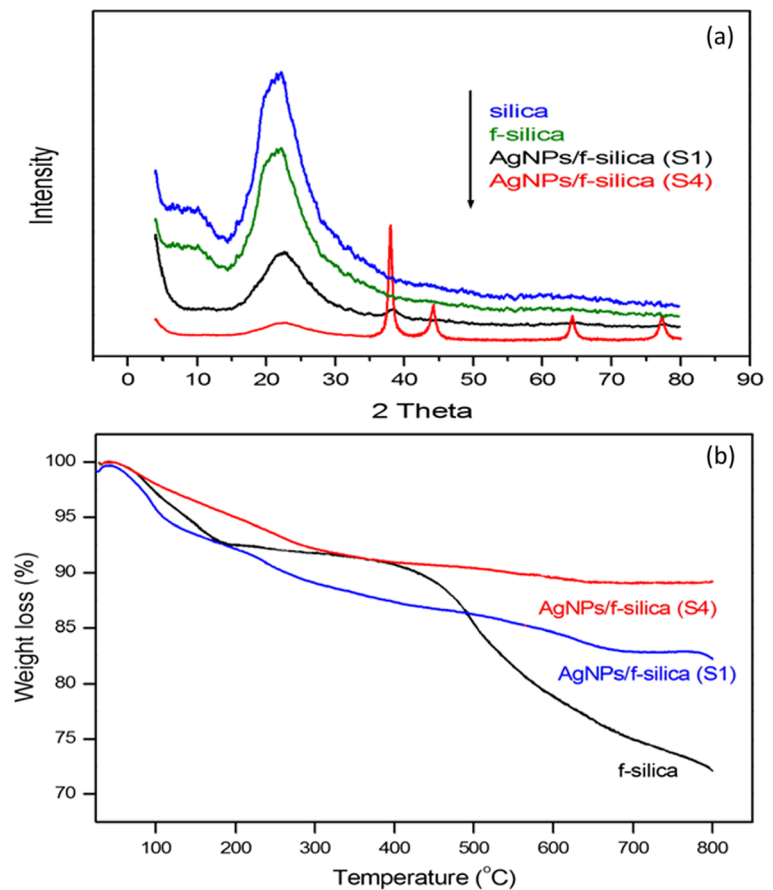 (a)
silica
f-silica
AgNPs/f-silica (S1)
AgNPs/f-silica (S4)
Intensity
0 10 20 30 40 50 60 70 80 90
2 Theta
(b)
100
95
90
85
80
75
70
Weight loss (%)
AgNPs/f-silica (S4)
AgNPs/f-silica (S1)
f-silica
100 200 300 400 500 600 700 800
Temperature (°C)